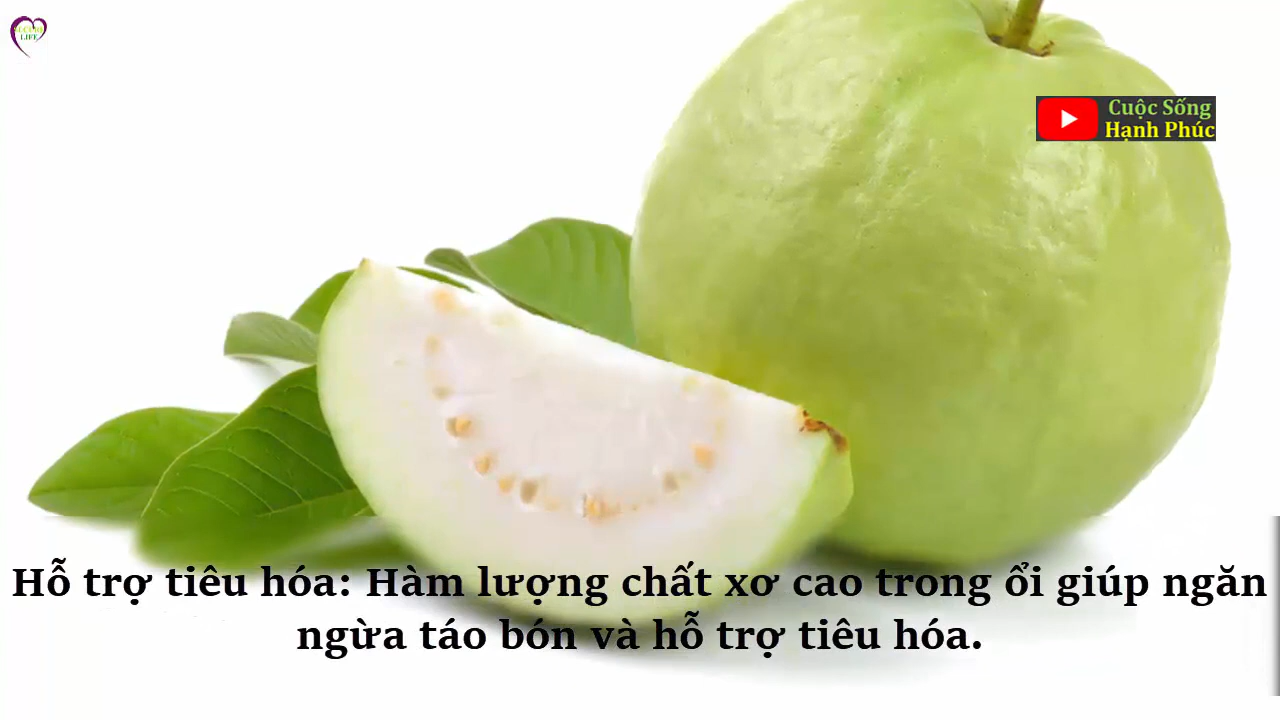 LIFE
Cuộc Sống
Hạnh Phúc
Hỗ trợ tiêu hóa: Hàm lượng chất xơ cao trong ổi giúp ngăn
ngừa táo bón và hỗ trợ tiêu hóa.